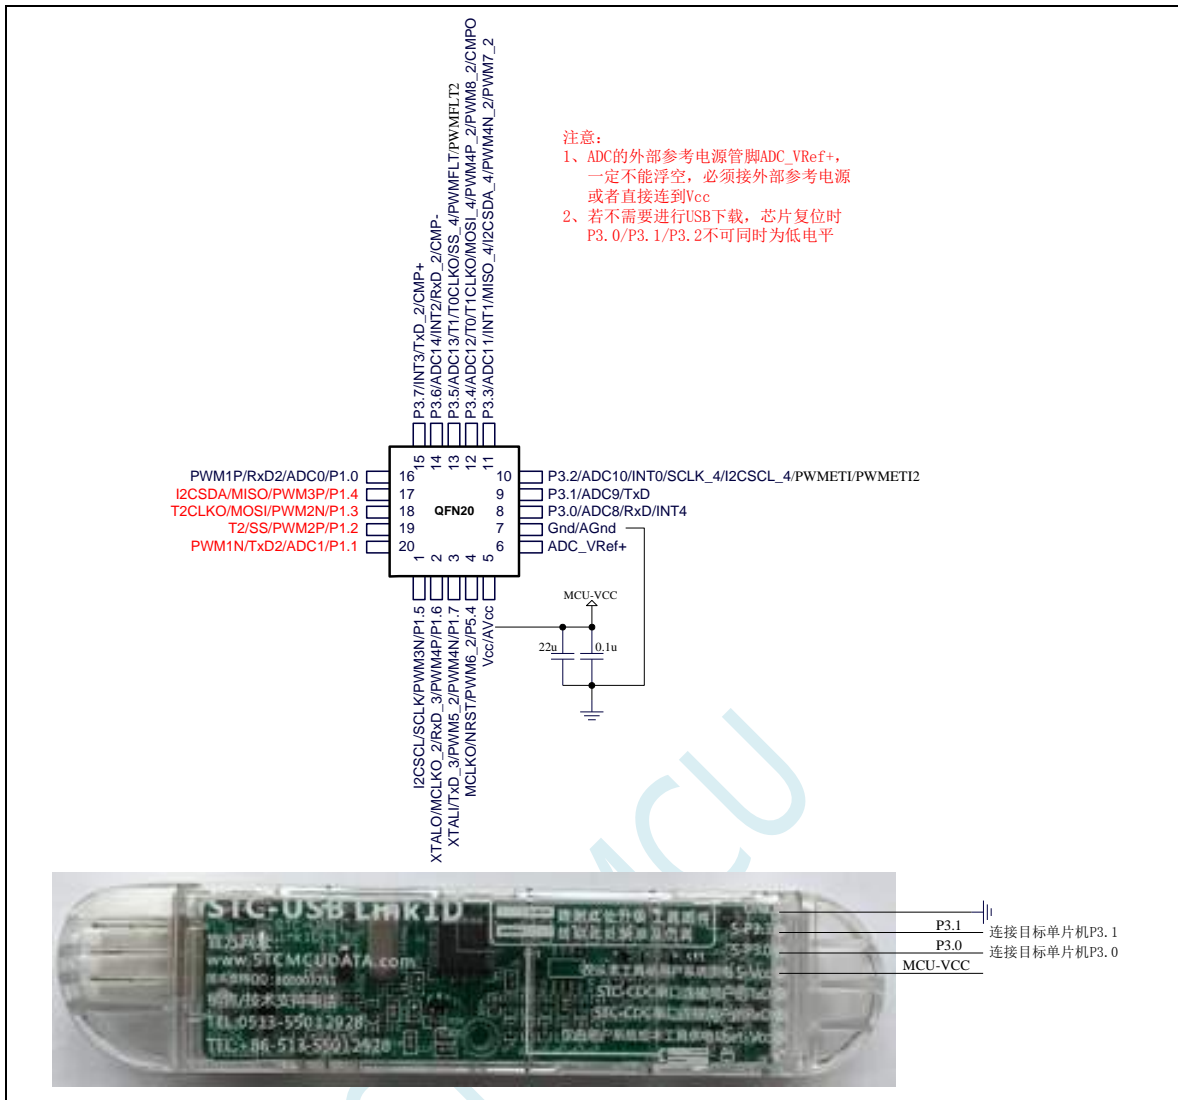 P3.7/INT3/TxD_2/CMP+
P3.6/ADC14/INT2/RxD_2/CMP-
P3.5/ADC13/T1/T0CLKO/SS_4/PWMFLT/PWMFLT2
P3.4/ADC12/T0/T1CLKO/MOSI_4/PWM4P_2/PWM8_2/CMPO
P3.3/ADC11/INT1/MISO_4/I2CSDA_4/PWM4N_2/PWM7_2
注意：
1、ADC的外部参考电源管脚ADC_VRef+，
一定不能浮空，必须接外部参考电源
或者直接连到Vcc
2、若不需要进行USB下载，芯片复位时
P3.0/P3.1/P3.2不可同时为低电平
15 14 13 12 11
PWM1P/RxD2/ADC0/P1.0 16
I2CSDA/MISO/PWM3P/P1.4 17
T2CLKO/MOSI/PWM2N/P1.3 18
T2/SS/PWM2P/P1.2 19
PWM1N/TxD2/ADC1/P1.1 20
QFN20
10 P3.2/ADC10/INT0/SCLK_4/I2CSCL_4/PWMETI/PWMETI2
9 P3.1/ADC9/TxD
8 P3.0/ADC8/RxD/INT4
7 Gnd/AGnd
6 ADC_VRef+
1 2 3 4 5
I2CSCL/SCLK/PWM3N/P1.5
XTALO/MCLKO_2/RxD_3/PWM4P/P1.6
XTALI/TxD_3/PWM5_2/PWM4N/P1.7
MCLKO/NRST/PWM6_2/P5.4
Vcc/AVcc
MCU-VCC
22u 0.1u
MCU
STC-USB Link1D
www.STCMCUDATA.com
TEL:0513-55012928
TEL:+86-513-55012928
P3.1 连接目标单片机P3.1
P3.0 连接目标单片机P3.0
MCU-VCC